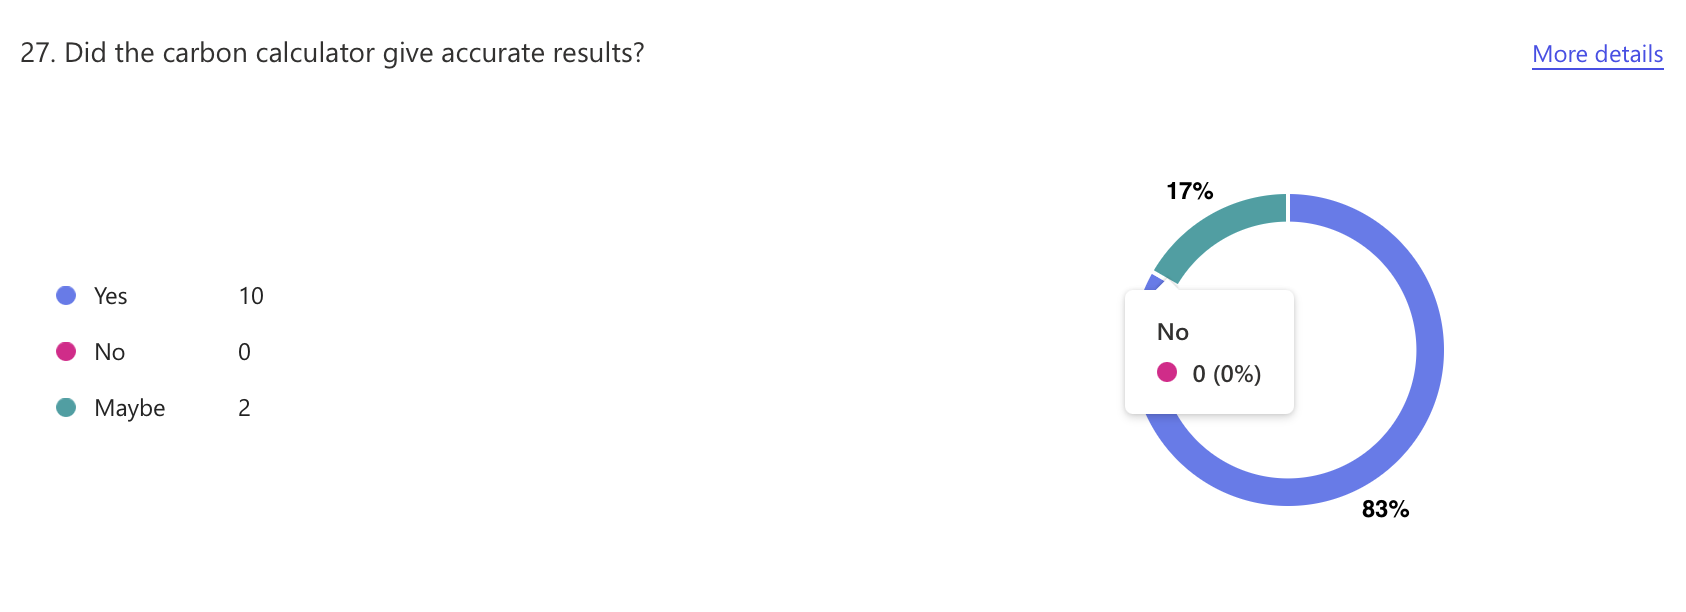 27. Did the carbon calculator give accurate results?
More details
Yes 10
No 0
Maybe 2
17%
No
0 (0%)
83%